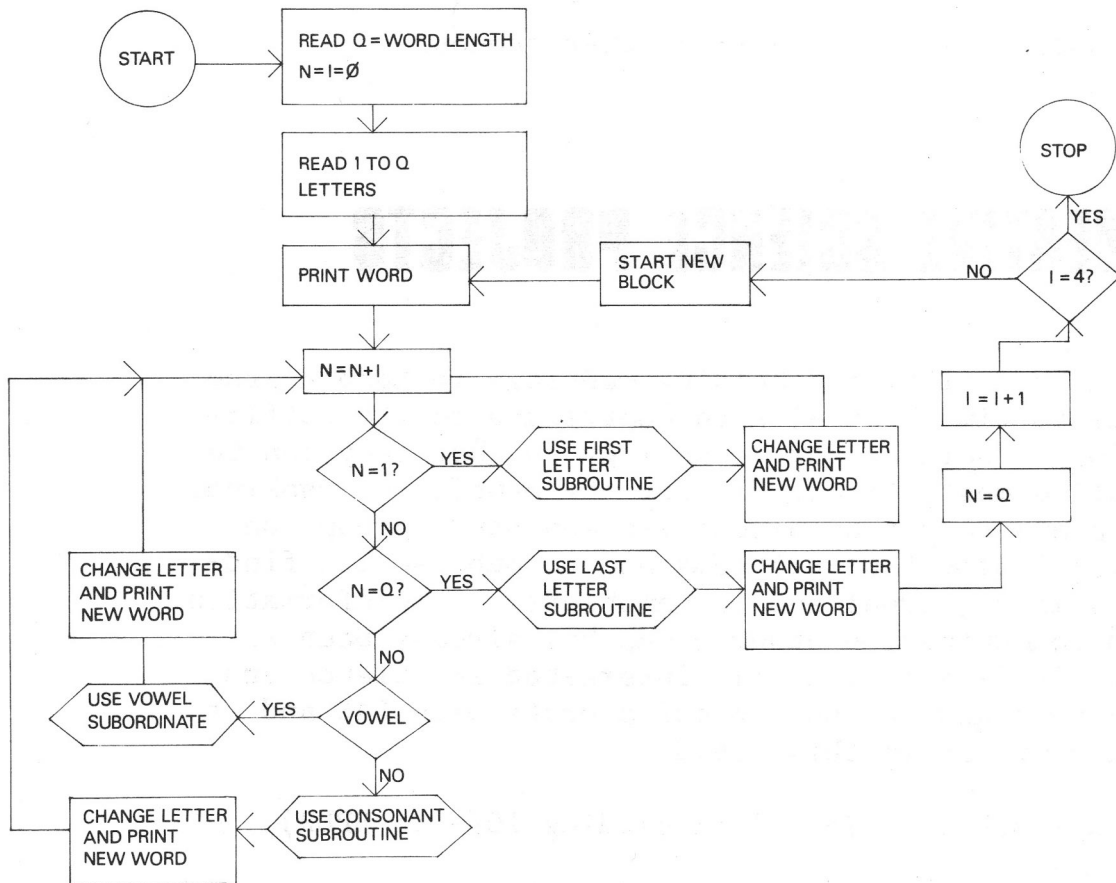 START
READ Q = WORD LENGTH
N = I = Ø
READ 1 TO Q
LETTERS
STOP
YES
PRINT WORD
START NEW
BLOCK
NO
I = 4?
N = N+I
I = I+1
N = 1?
YES
USE FIRST
LETTER
SUBROUTINE
CHANGE LETTER
AND PRINT
NEW WORD
N = Q
NO
CHANGE LETTER
AND PRINT
NEW WORD
N = Q?
YES
USE LAST
LETTER
SUBROUTINE
CHANGE LETTER
AND PRINT
NEW WORD
NO
USE VOWEL
SUBORDINATE
YES
VOWEL
NO
CHANGE LETTER
AND PRINT
NEW WORD
USE CONSONANT
SUBROUTINE